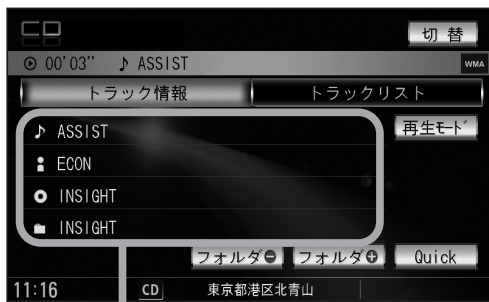 CD
切 替
00'03'' ♪ ASSIST
WMA
トラック情報 トラックリスト
♪ ASSIST
再生ﾓｰﾄﾞ
ECON
INSIGHT
INSIGHT
フォルダ⊖ フォルダ⊕ Quick
11:16 CD 東京都港区北青山